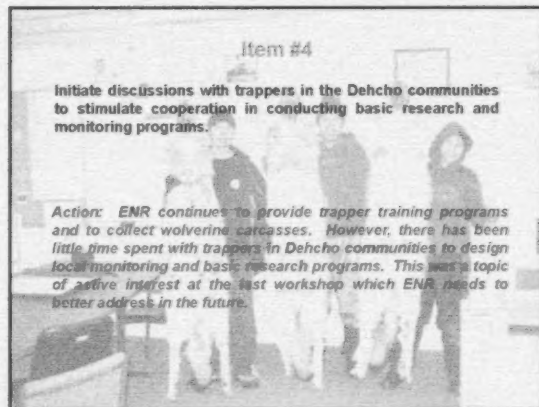 Item #4
Initiate discussions with trappers in the Dehcho communities
to stimulate cooperation in conducting basic research and
monitoring programs.
Action: ENR continues to provide trapper training programs
and to collect wolverine carcasses. However, there has been
little time spent with trappers in Dehcho communities to design
local monitoring and basic research programs. This was a topic
of active interest at the last workshop which ENR needs to
better address in the future.